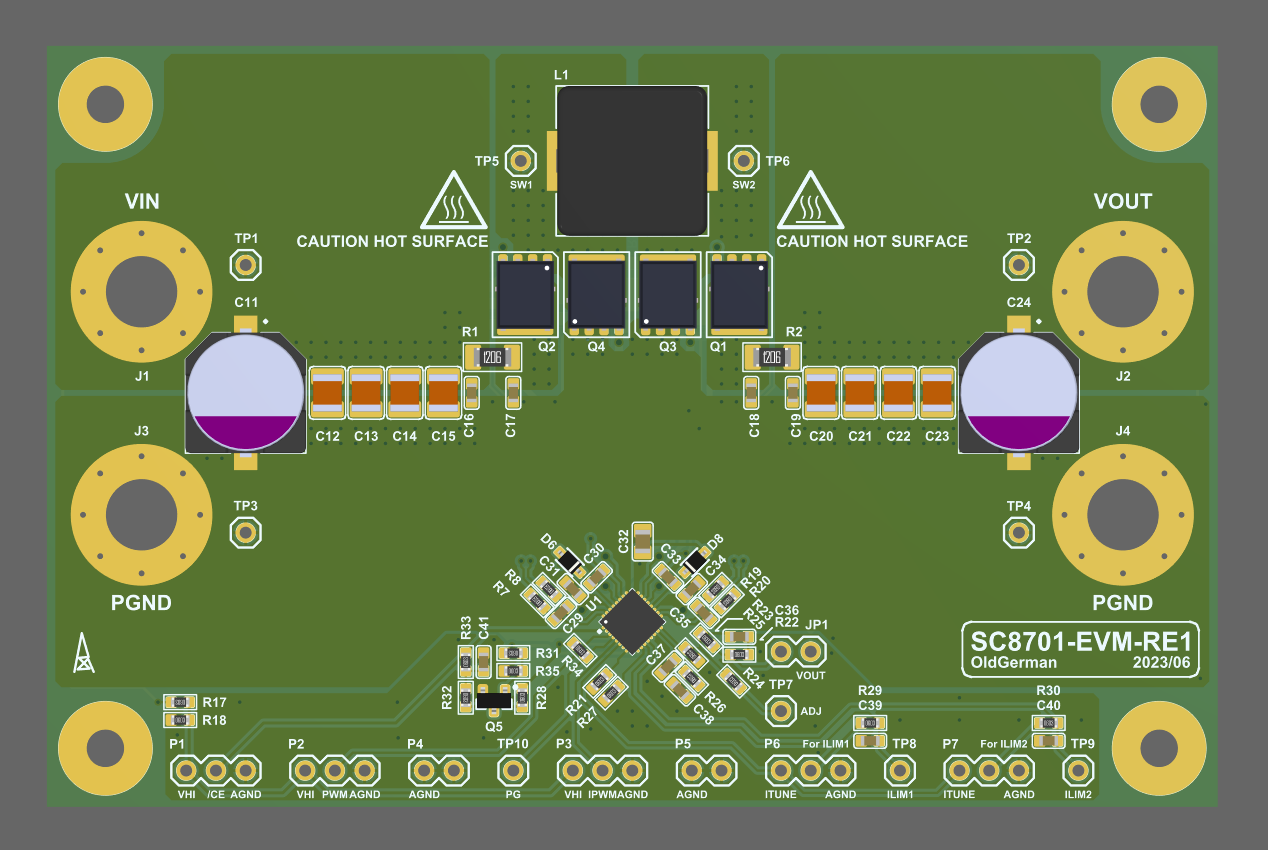 L1
TP5
TP6
SW1
SW2
VIN
VOUT
TP1
CAUTION HOT SURFACE
CAUTION HOT SURFACE
TP2
C11
C24
R1
Q2
Q4
Q3
Q1
R2
1206
1206
J1
J2
C12
C13
C14
C15
C16
C17
C18
C19
C20
C21
C22
C23
J3
J4
TP3
TP4
PGND
PGND
D6
C30
C32
D8
C33
C34
C31
R8
R7
R19
R20
U1
C29
C35
R23
R25
C36
R22
JP1
VOUT
R33
C41
R31
R35
R34
C37
R24
R32
R28
Q5
R21
R27
R26
C38
TP7
ADJ
SC8701-EVM-RE1
OldGerman 2023/06
R17
R18
R29
C39
R30
C40
P1
P2
P4
TP10
P3
P5
P6
For ILIM1
TP8
P7
For ILIM2
TP9
VHI /CE AGND
VHI PWM AGND
AGND
PG
VHI IPWM AGND
AGND
ITUNE AGND
ILIM1
ITUNE AGND
ILIM2